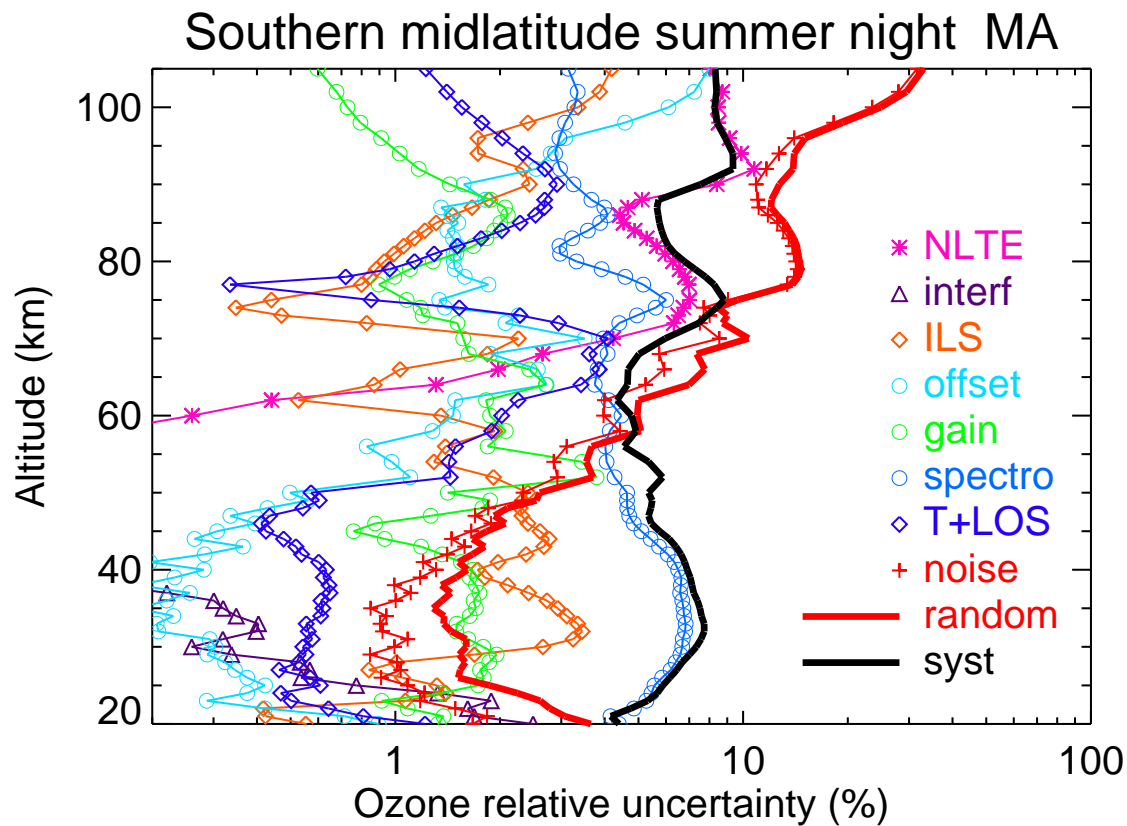 Southern midlatitude summer night MA
Altitude (km)
100
80
60
40
20
NLTE
interf
ILS
offset
gain
spectro
T+LOS
noise
random
syst
1
10
100
Ozone relative uncertainty (%)